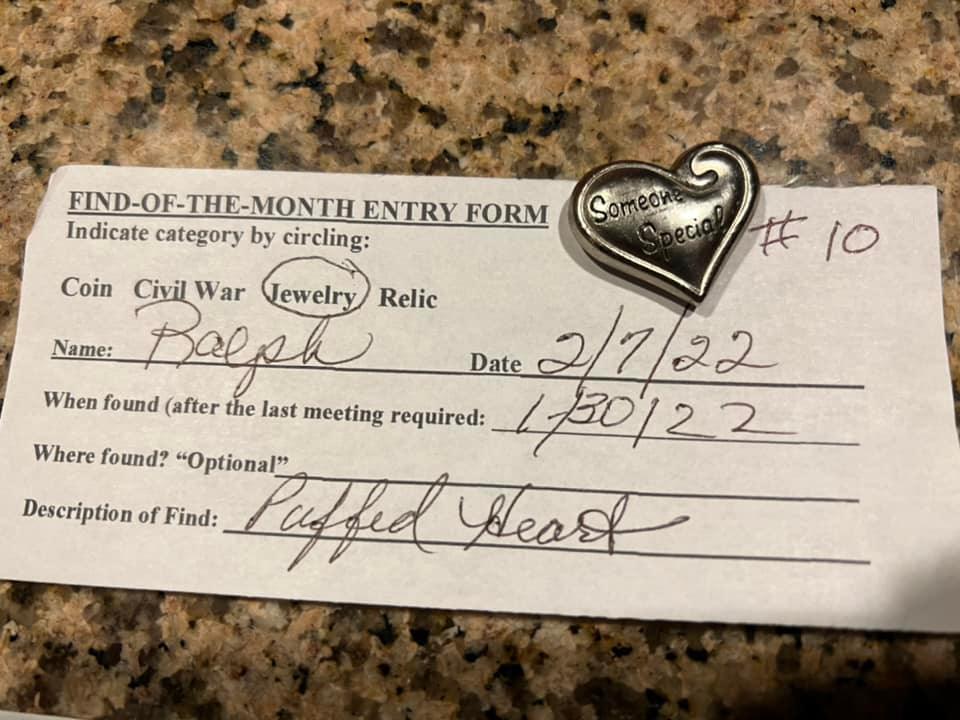 FIND-OF-THE-MONTH ENTRY FORM
Indicate category by circling:
Coin Civil War Jewelry Relic
Name: Ralph Date 2/7/22
When found (after the last meeting required: 1/30/22
Where found? “Optional”
Description of Find: Puffed Heart
Someone
Special
# 10